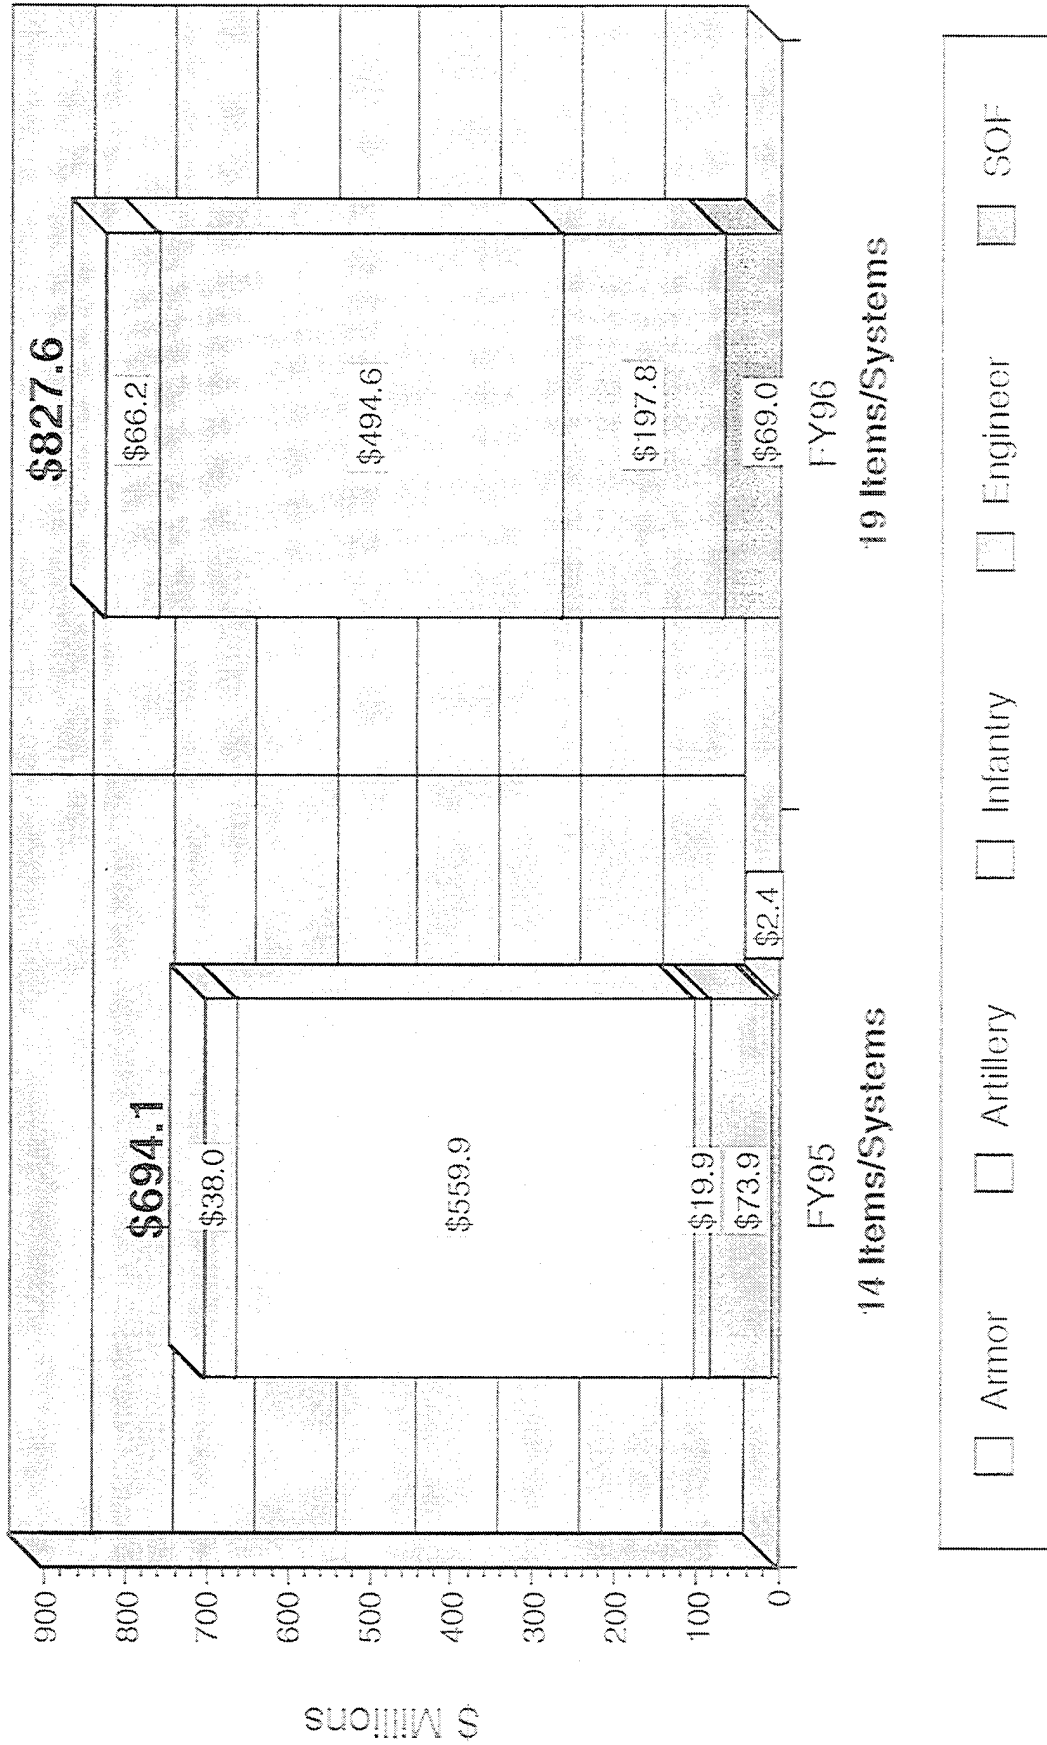 $ Millions
900
800
700
600
500
400
300
200
100
0
$694.1
$38.0
$559.9
$19.9
$73.9
$2.4
$827.6
$66.2
$494.6
$197.8
$69.0
FY95
14 Items/Systems
FY96
19 Items/Systems
Armor
Artillery
Infantry
Engineer
SOF